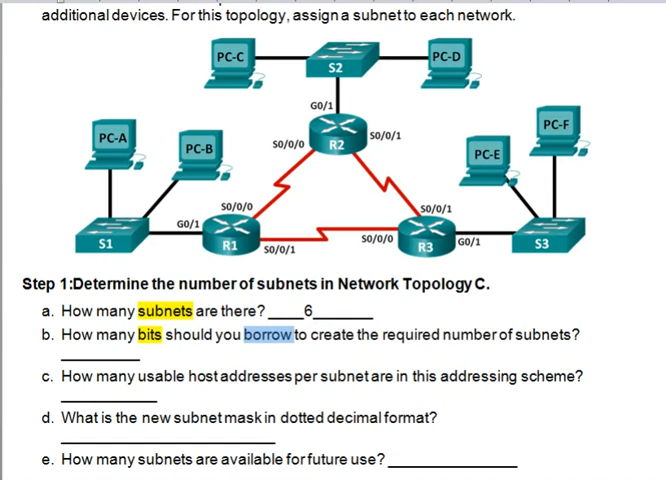 additional devices. For this topology, assign a subnet to each network.
PC-C
S2
PC-D
G0/1
PC-A
PC-B
S0/0/0
R2
S0/0/1
PC-E
PC-F
S0/0/0
S0/0/1
G0/1
S1
R1
S0/0/1
S0/0/0
R3
G0/1
S3
Step 1:Determine the number of subnets in Network Topology C.
a. How many subnets are there? ____6________
b. How many bits should you borrow to create the required number of subnets?
c. How many usable host addresses per subnet are in this addressing scheme?
d. What is the new subnet mask in dotted decimal format?
e. How many subnets are available for future use?